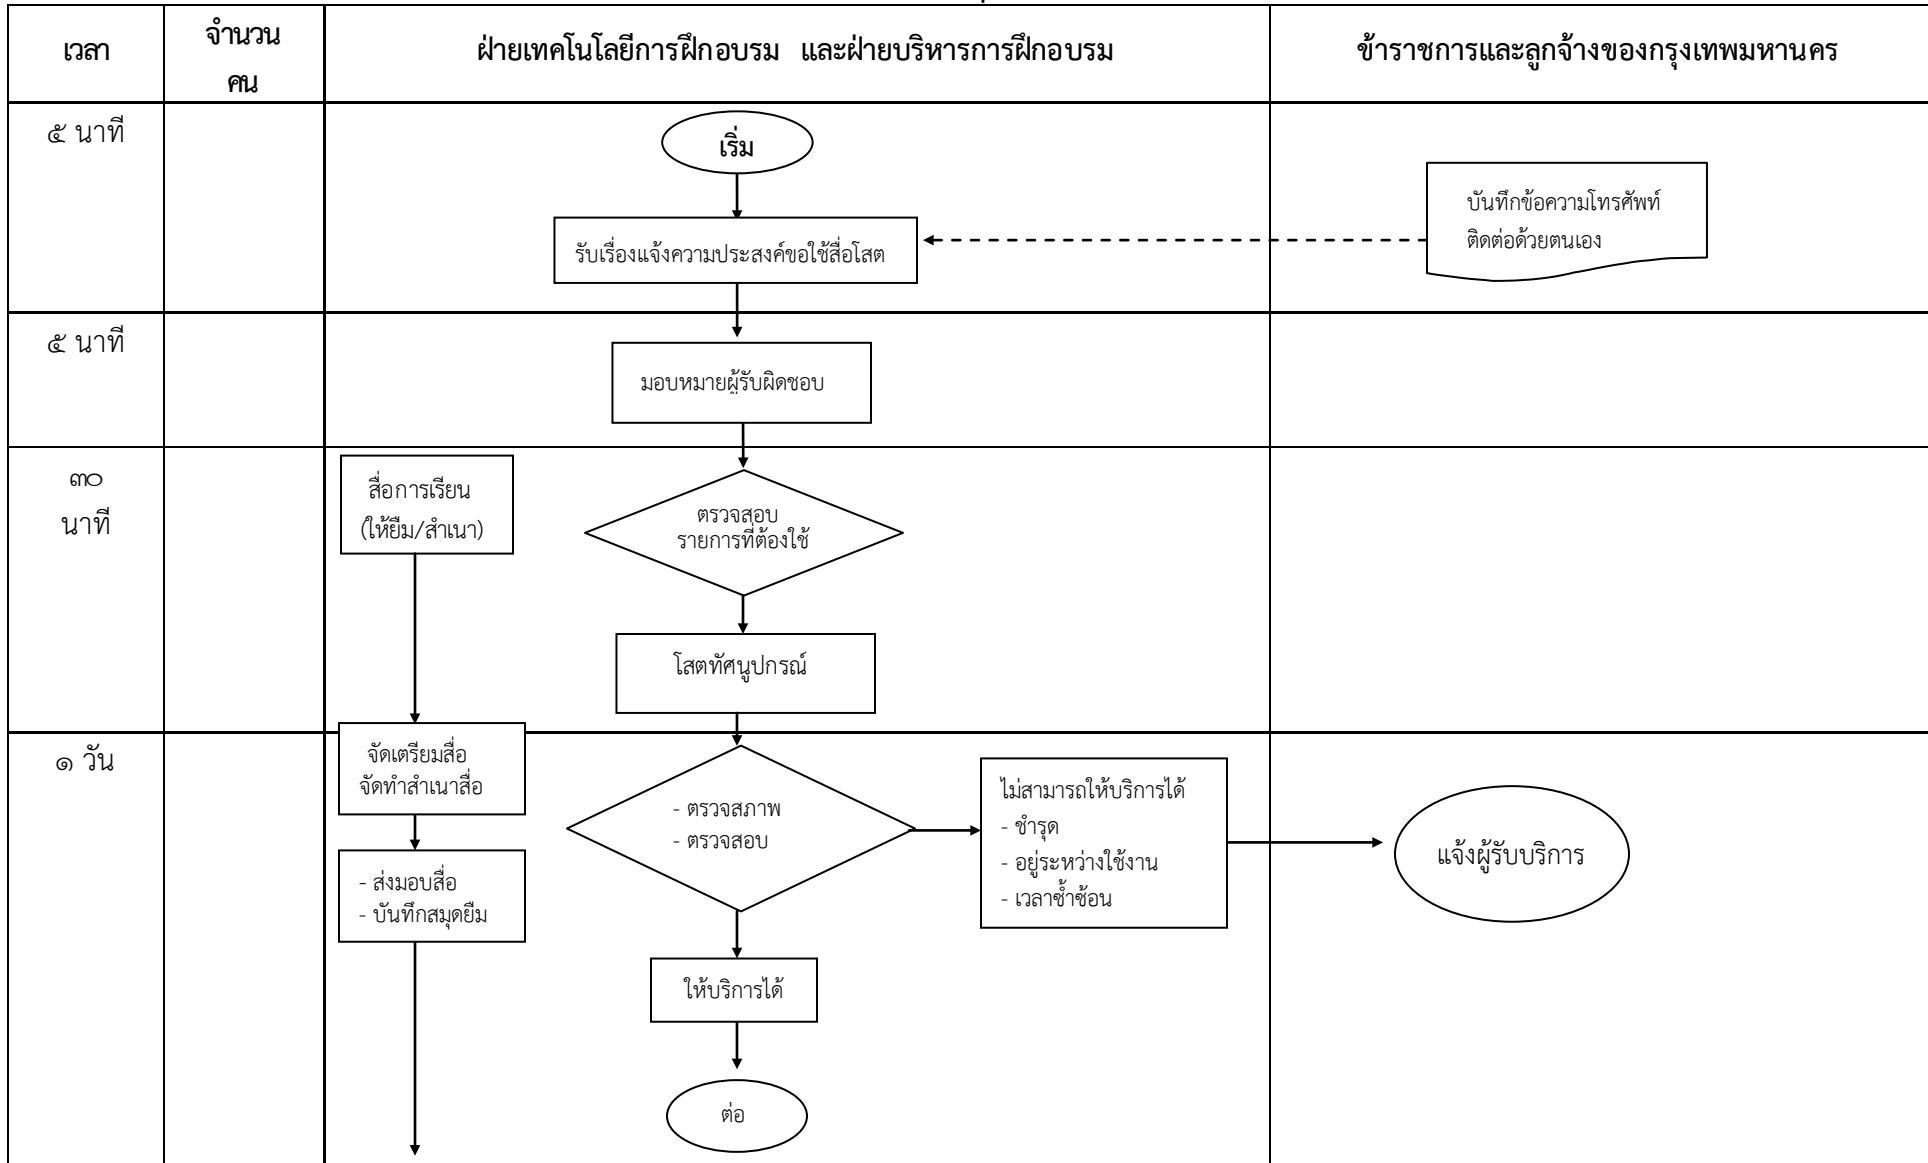 เวลา
จำนวน
คน
ฝ่ายเทคโนโลยีการฝึกอบรม และฝ่ายบริหารการฝึกอบรม
ข้าราชการและลูกจ้างของกรุงเทพมหานคร
๕ นาที
เริ่ม
บันทึกข้อความโทรศัพท์
ติดต่อด้วยตนเอง
รับเรื่องแจ้งความประสงค์ขอใช้สื่อโสต
๕ นาที
มอบหมายผู้รับผิดชอบ
๓๐
นาที
สื่อการเรียน
(ให้ยืม/สำเนา)
ตรวจสอบ
รายการที่ต้องใช้
โสตทัศนูปกรณ์
๑ วัน
จัดเตรียมสื่อ
จัดทำสำเนาสื่อ
- ส่งมอบสื่อ
- บันทึกสมุดยืม
- ตรวจสภาพ
- ตรวจสอบ
ไม่สามารถให้บริการได้
- ชำรุด
- อยู่ระหว่างใช้งาน
- เวลาซ้ำซ้อน
แจ้งผู้รับบริการ
ให้บริการได้
ต่อ